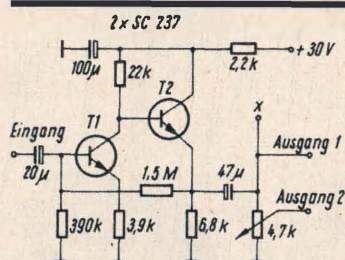 2 x SC 237
100µ
22k
T2
2,2k
+30V
T1
Eingang
20µ
x
Ausgang 1
1,5 M
47µ
Ausgang 2
390k
3,9k
6,8k
4,7k